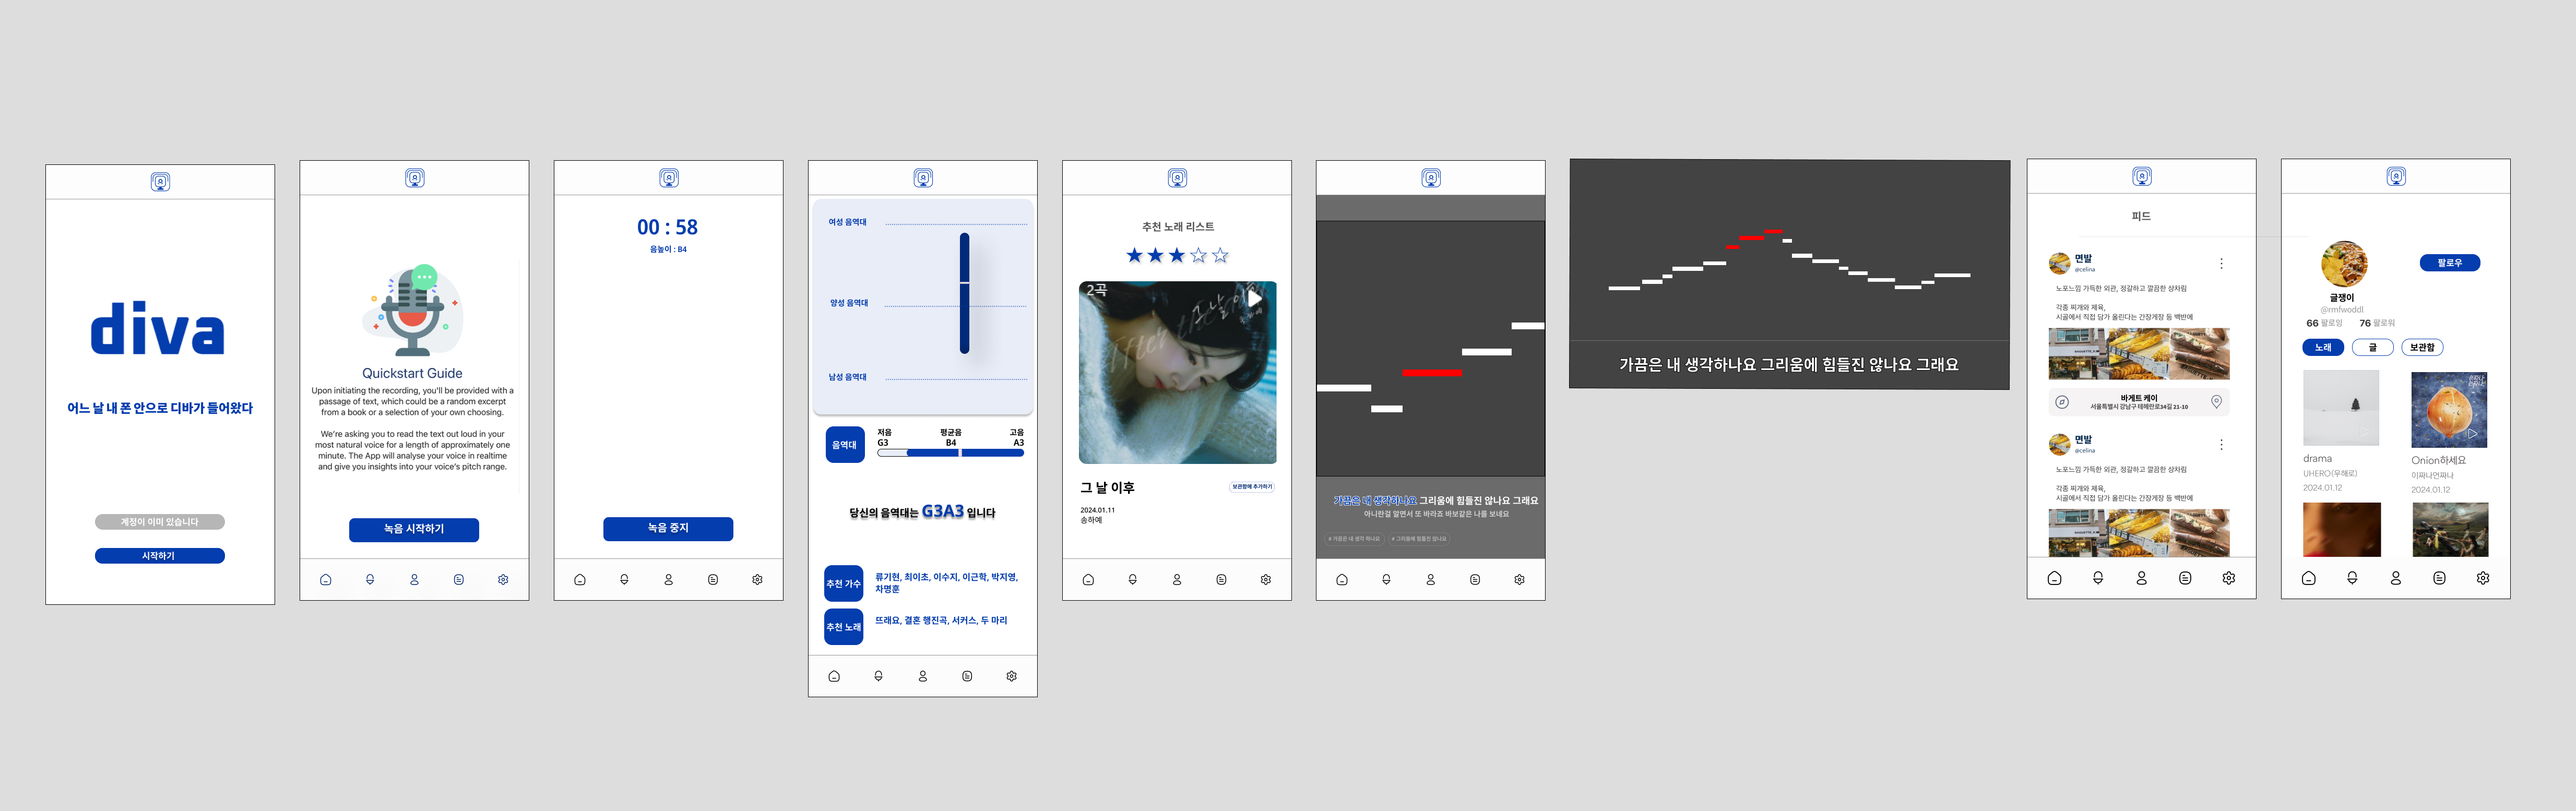 diva
어느 날 내 폰 안으로 디바가 들어왔다
계정이 이미 있습니다
시작하기
Quickstart Guide
Upon initiating the recording, you'll be provided with a
passage of text, which could be a random excerpt
from a book or a selection of your own choosing.
We're asking you to read the text out loud in your
most natural voice for a length of approximately one
minute. The App will analyse your voice in realtime
and give you insights into your voice's pitch range.
녹음 시작하기
00 : 58
음높이 : B4
녹음 중지
여성 음역대
양성 음역대
남성 음역대
음역대
저음 평균음 고음
G3 B4 A3
당신의 음역대는 G3A3 입니다
추천 가수
류기현, 최이초, 이수지, 이근학, 박지영,
차명훈
추천 노래
뜨래요, 결혼 행진곡, 서커스, 두 마리
추천 노래 리스트
2곡
그 날 이후
보관함에 추가하기
2024.01.11
송하예
가끔은 내 생각하나요 그리움에 힘들진 않나요 그래요
아니란걸 알면서 또 바라죠 바보같은 나를 보네요
# 가끔은 내 생각 하나요 # 그리움에 힘들진 않나요
가끔은 내 생각하나요 그리움에 힘들진 않나요 그래요
피드
면발
@celina
노포느낌 가득한 외관, 정갈하고 깔끔한 상차림
각종 찌개와 제육,
시골에서 직접 담가 올린다는 간장게장 등 백반에
바게트 케이
서울특별시 강남구 테헤란로34길 21-10
면발
@celina
노포느낌 가득한 외관, 정갈하고 깔끔한 상차림
각종 찌개와 제육,
시골에서 직접 담가 올린다는 간장게장 등 백반에
팔로우
글쟁이
@rmfwoddl
66 팔로잉 76 팔로워
노래 글 보관함
drama
UHERO(우해로)
2024.01.12
Onion하세요
이짜나언짜나
2024.01.12